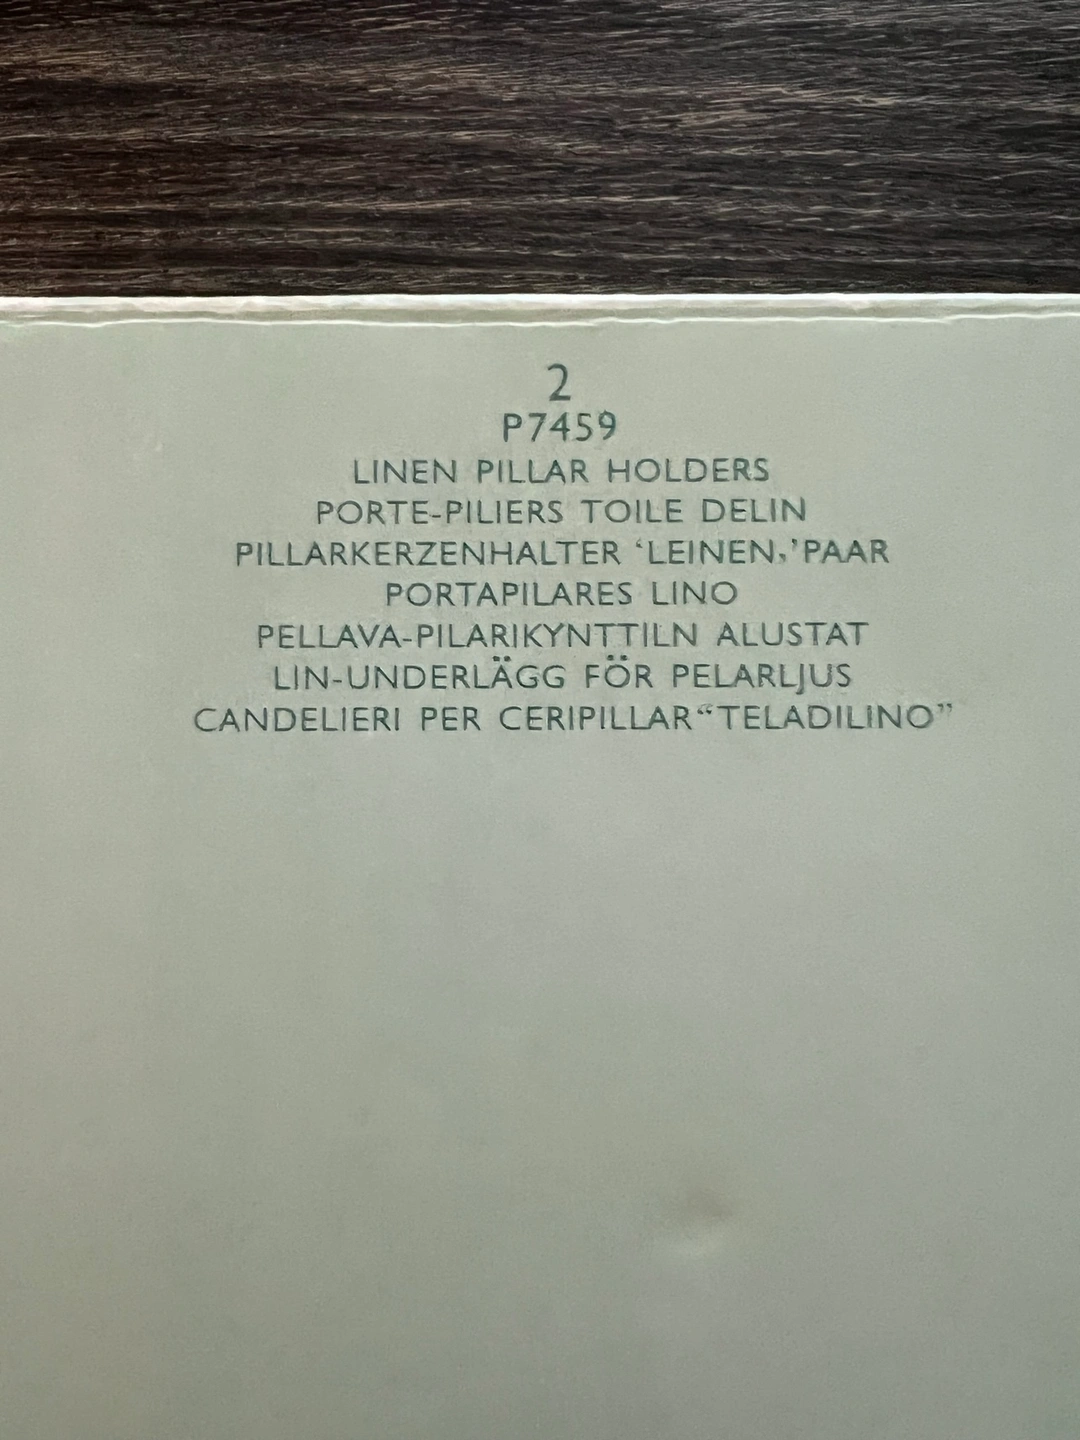 2
P7459
LINEN PILLAR HOLDERS
PORTE-PILIERS TOILE DELIN
PILLARKERZENHALTER ‘LEINEN,’PAAR
PORTAPILARES LINO
PELLAVA-PILARIKYNTTILN ALUSTAT
LIN-UNDERLÄGG FÖR PELARLJUS
CANDELIERI PER CERIPILLAR“TELADILINO”